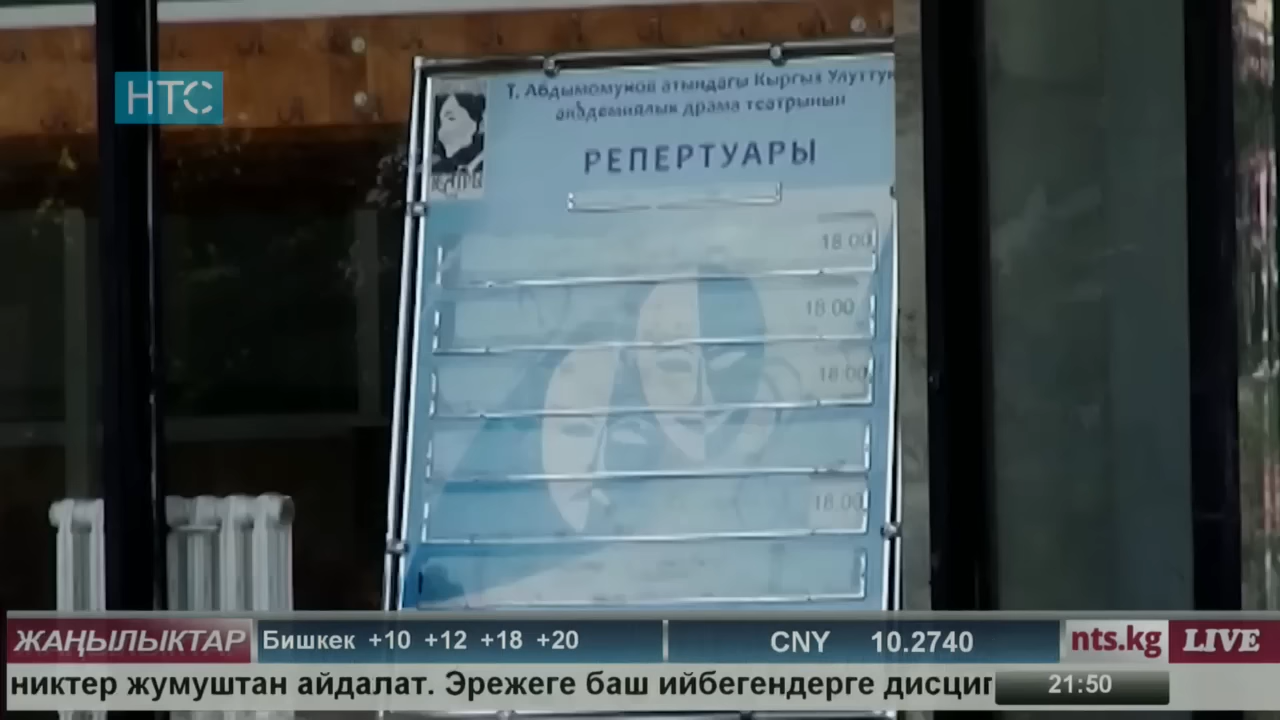 НТС
Т. Абдымомунов атындагы Кыргыз Улуттук
академиялык драма театрынын
РЕПЕРТУАРЫ
18 00
18 00
18:00
18.00
ЖАҢЫЛЫКТАР Бишкек +10 +12 +18 +20 CNY 10.2740 nts.kg LIVE
никтер жумуштан айдалат. Эрежеге баш ийбегендерге дисциг 21:50